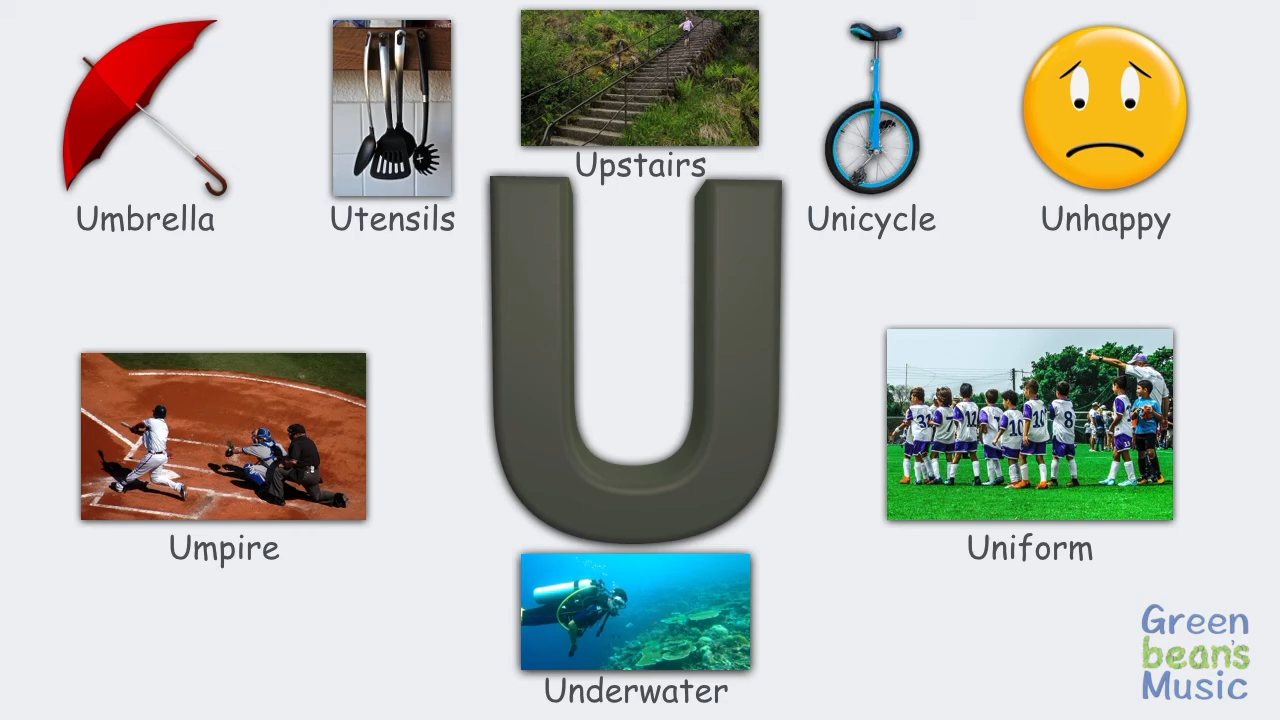 Upstairs
Umbrella
Utensils
Unicycle
Unhappy
U
Umpire
Uniform
Underwater
Green
bean's
Music